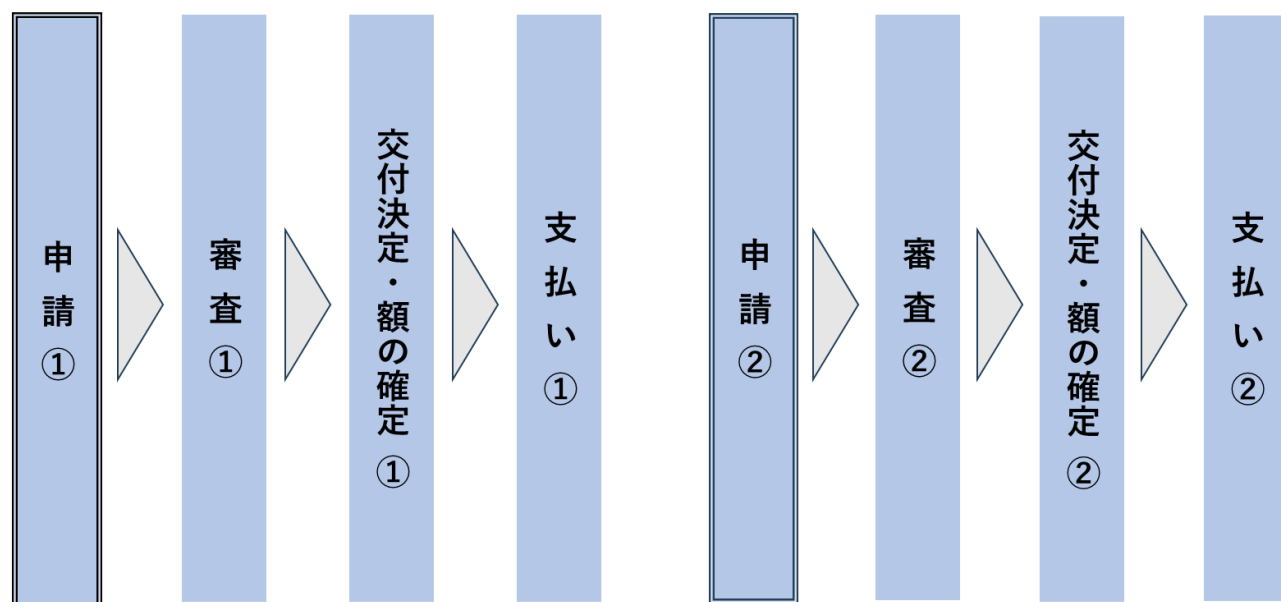 申請①
審査①
交付決定・額の確定①
支払い①
申請②
審査②
交付決定・額の確定②
支払い②